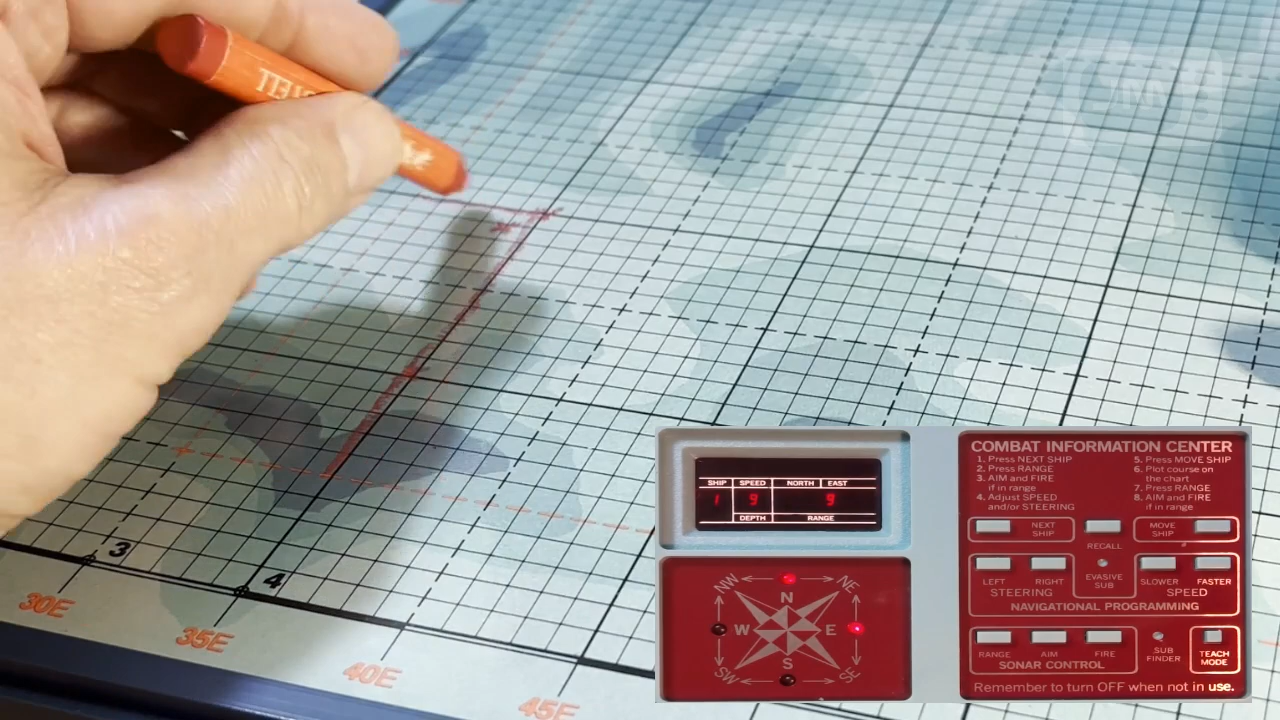 3
4
30E
35E
40E
45E
SHIP SPEED NORTH EAST
1 9 9
DEPTH RANGE
NW N NE
W E
SW S SE
COMBAT INFORMATION CENTER
1. Press NEXT SHIP
2. Press RANGE
3. AIM and FIRE
if in range
4. Adjust SPEED
and/or STEERING
5. Press MOVE SHIP
6. Plot course on
the chart
7. Press RANGE
8. AIM and FIRE
if in range
NEXT
SHIP
RECALL
MOVE
SHIP
LEFT RIGHT
STEERING
EVASIVE
SUB
SLOWER FASTER
SPEED
NAVIGATIONAL PROGRAMMING
RANGE AIM FIRE
SONAR CONTROL
SUB
FINDER
TEACH
MODE
Remember to turn OFF when not in use.